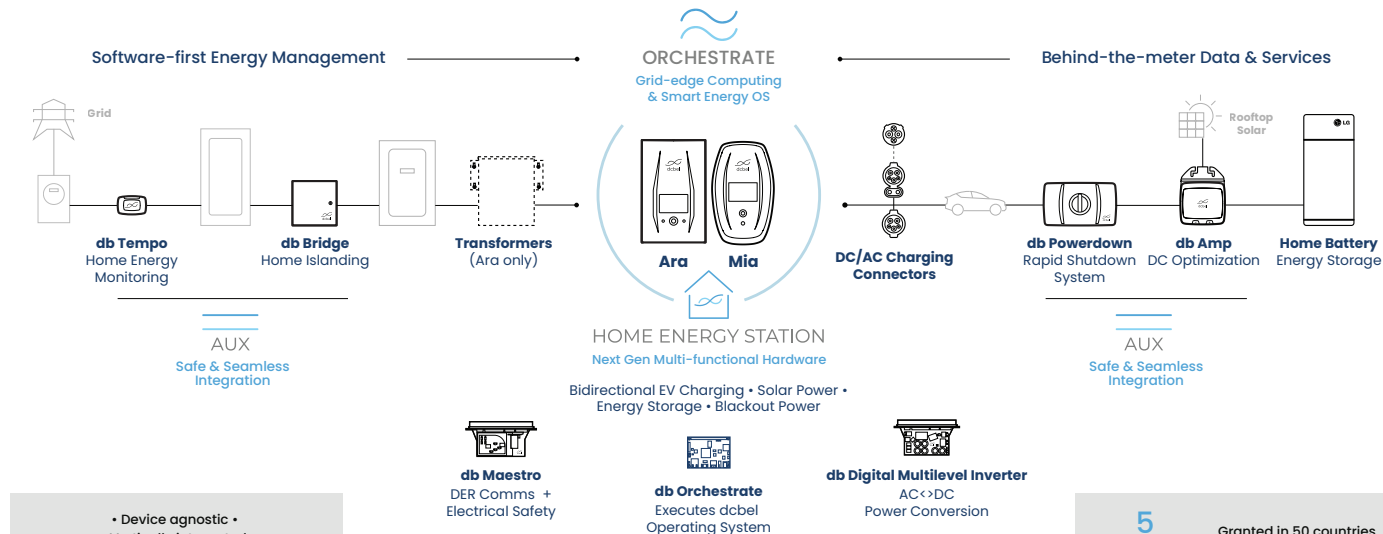 Software-first Energy Management
ORCHESTRATE
Grid-edge Computing
& Smart Energy OS
Behind-the-meter Data & Services
Grid
Rooftop
Solar
LG
dcbel
dcbel
db Tempo
Home Energy
Monitoring
db Bridge
Home Islanding
Transformers
(Ara only)
Ara
Mia
DC/AC Charging
Connectors
db Powerdown
Rapid Shutdown
System
db Amp
DC Optimization
Home Battery
Energy Storage
AUX
Safe & Seamless
Integration
HOME ENERGY STATION
Next Gen Multi-functional Hardware
Bidirectional EV Charging • Solar Power •
Energy Storage • Blackout Power
AUX
Safe & Seamless
Integration
db Maestro
DER Comms +
Electrical Safety
db Orchestrate
Executes dcbel
Operating System
db Digital Multilevel Inverter
AC<>DC
Power Conversion
• Device agnostic •
5
Granted in 50 countries